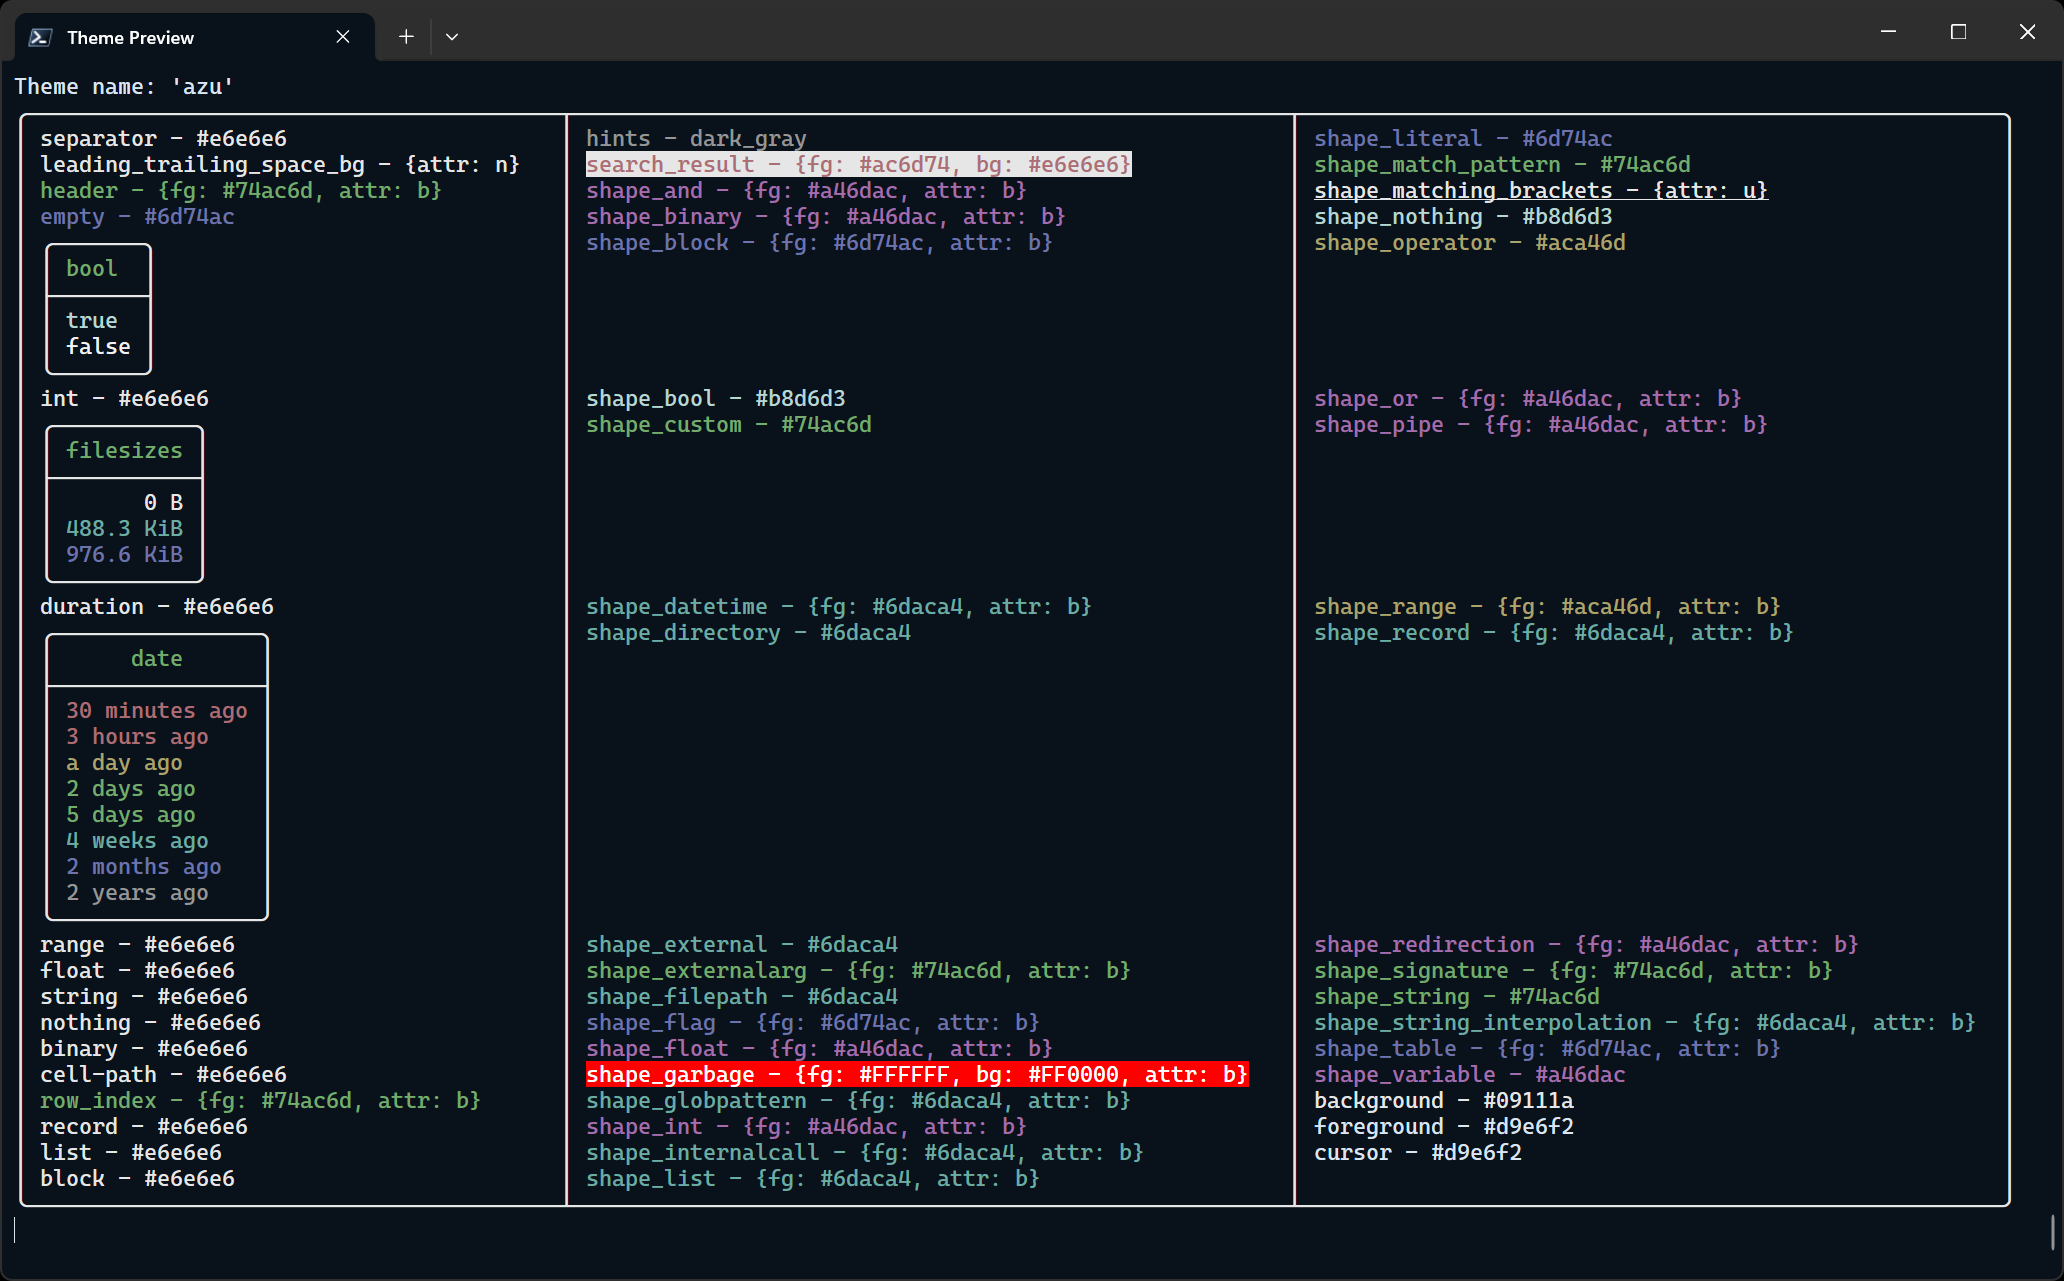 Theme Preview
Theme name: 'azu'
separator - #e6e6e6
leading_trailing_space_bg - {attr: n}
header - {fg: #74ac6d, attr: b}
empty - #6d74ac
bool
true
false
int - #e6e6e6
filesizes
0 B
488.3 KiB
976.6 KiB
duration - #e6e6e6
date
30 minutes ago
3 hours ago
a day ago
2 days ago
5 days ago
4 weeks ago
2 months ago
2 years ago
range - #e6e6e6
float - #e6e6e6
string - #e6e6e6
nothing - #e6e6e6
binary - #e6e6e6
cell-path - #e6e6e6
row_index - {fg: #74ac6d, attr: b}
record - #e6e6e6
list - #e6e6e6
block - #e6e6e6
hints - dark_gray
search_result - {fg: #ac6d74, bg: #e6e6e6}
shape_and - {fg: #a46dac, attr: b}
shape_binary - {fg: #a46dac, attr: b}
shape_block - {fg: #6d74ac, attr: b}
shape_bool - #b8d6d3
shape_custom - #74ac6d
shape_datetime - {fg: #6daca4, attr: b}
shape_directory - #6daca4
shape_external - #6daca4
shape_externalarg - {fg: #74ac6d, attr: b}
shape_filepath - #6daca4
shape_flag - {fg: #6d74ac, attr: b}
shape_float - {fg: #a46dac, attr: b}
shape_garbage - {fg: #FFFFFF, bg: #FF0000, attr: b}
shape_globpattern - {fg: #6daca4, attr: b}
shape_int - {fg: #a46dac, attr: b}
shape_internalcall - {fg: #6daca4, attr: b}
shape_list - {fg: #6daca4, attr: b}
shape_literal - #6d74ac
shape_match_pattern - #74ac6d
shape_matching_brackets - {attr: u}
shape_nothing - #b8d6d3
shape_operator - #aca46d
shape_or - {fg: #a46dac, attr: b}
shape_pipe - {fg: #a46dac, attr: b}
shape_range - {fg: #aca46d, attr: b}
shape_record - {fg: #6daca4, attr: b}
shape_redirection - {fg: #a46dac, attr: b}
shape_signature - {fg: #74ac6d, attr: b}
shape_string - #74ac6d
shape_string_interpolation - {fg: #6daca4, attr: b}
shape_table - {fg: #6d74ac, attr: b}
shape_variable - #a46dac
background - #09111a
foreground - #d9e6f2
cursor - #d9e6f2